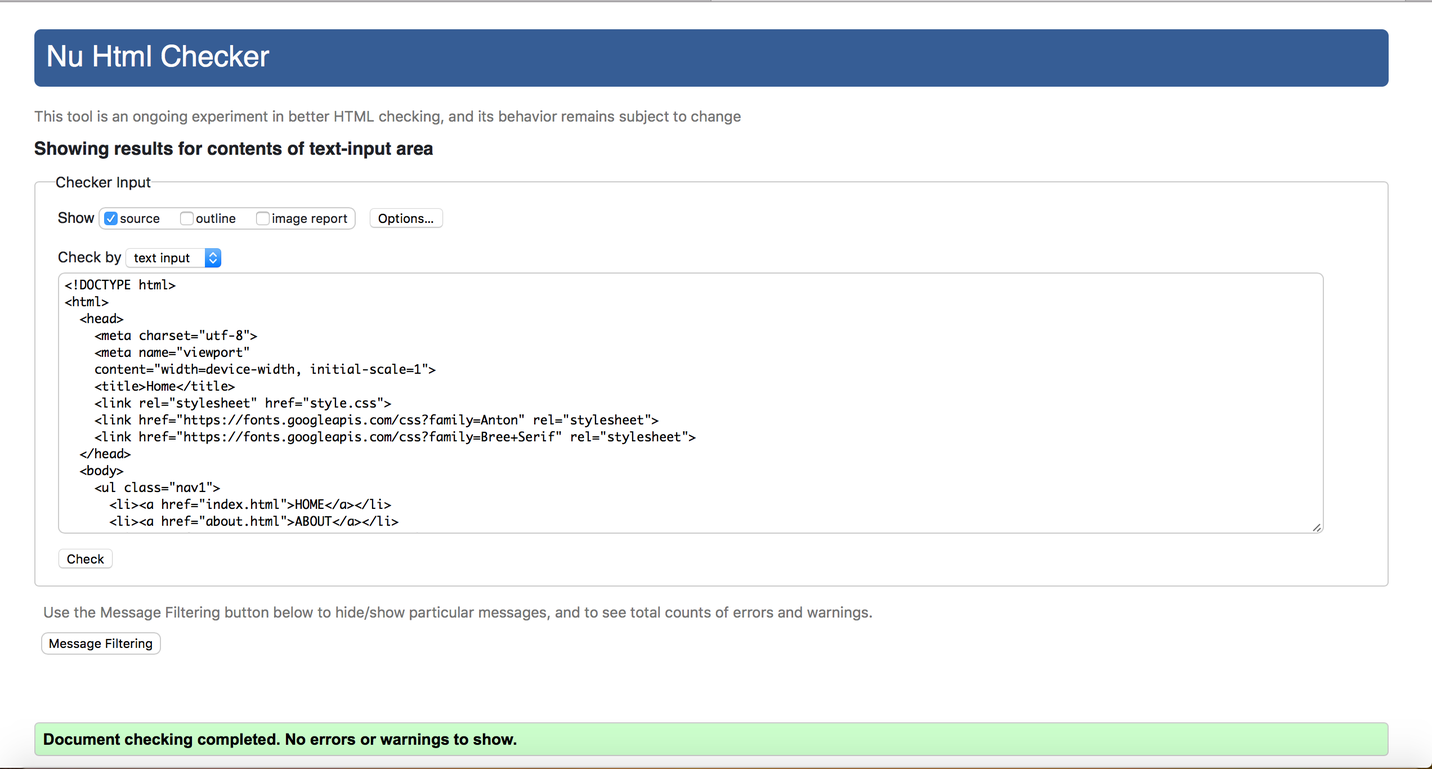 Nu Html Checker
This tool is an ongoing experiment in better HTML checking, and its behavior remains subject to change
Showing results for contents of text-input area
Checker Input
Show source outline image report Options...
Check by text input
<!DOCTYPE html>
<html>
  <head>
    <meta charset="utf-8">
    <meta name="viewport"
    content="width=device-width, initial-scale=1">
    <title>Home</title>
    <link rel="stylesheet" href="style.css">
    <link href="https://fonts.googleapis.com/css?family=Anton" rel="stylesheet">
    <link href="https://fonts.googleapis.com/css?family=Bree+Serif" rel="stylesheet">
  </head>
  <body>
    <ul class="nav1">
      <li><a href="index.html">HOME</a></li>
      <li><a href="about.html">ABOUT</a></li>
Check
Use the Message Filtering button below to hide/show particular messages, and to see total counts of errors and warnings.
Message Filtering
Document checking completed. No errors or warnings to show.